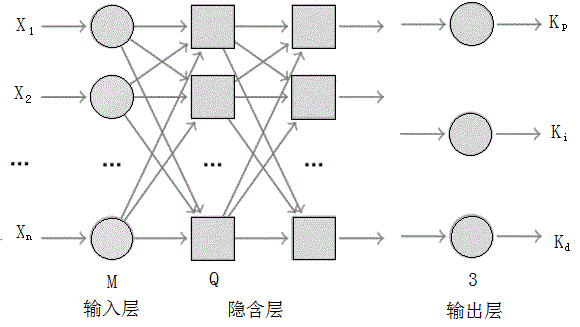 X1 Kp
X2
Ki
... ... ... ...
Xn Kd
M Q 3
输入层 隐含层 输出层